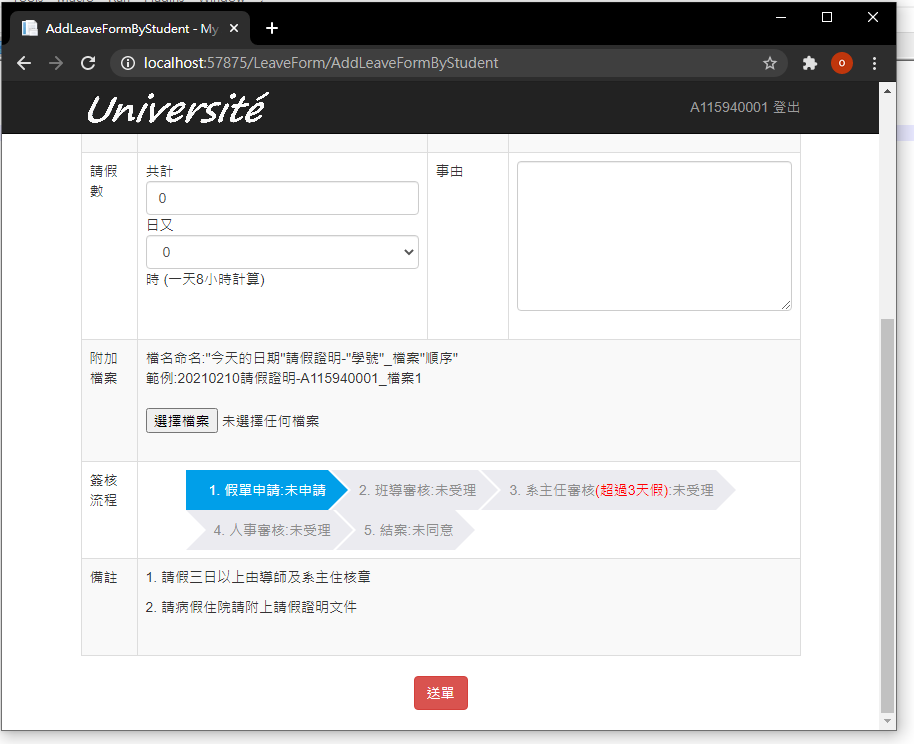 AddLeaveFormByStudent - My
localhost:57875/LeaveForm/AddLeaveFormByStudent
O
Université
A115940001 登出
請假數
共計
0
日又
0
時 (一天8小時計算)
事由
附加檔案
檔名命名:"今天的日期"請假證明-"學號"_檔案"順序"
範例:20210210請假證明-A115940001_檔案1
選擇檔案 未選擇任何檔案
簽核流程
1. 假單申請:未申請
2. 班導審核:未受理
3. 系主任審核(超過3天假):未受理
4. 人事審核:未受理
5. 結案:未同意
備註
1. 請假三日以上由導師及系主住核章
2. 請病假住院請附上請假證明文件
送單